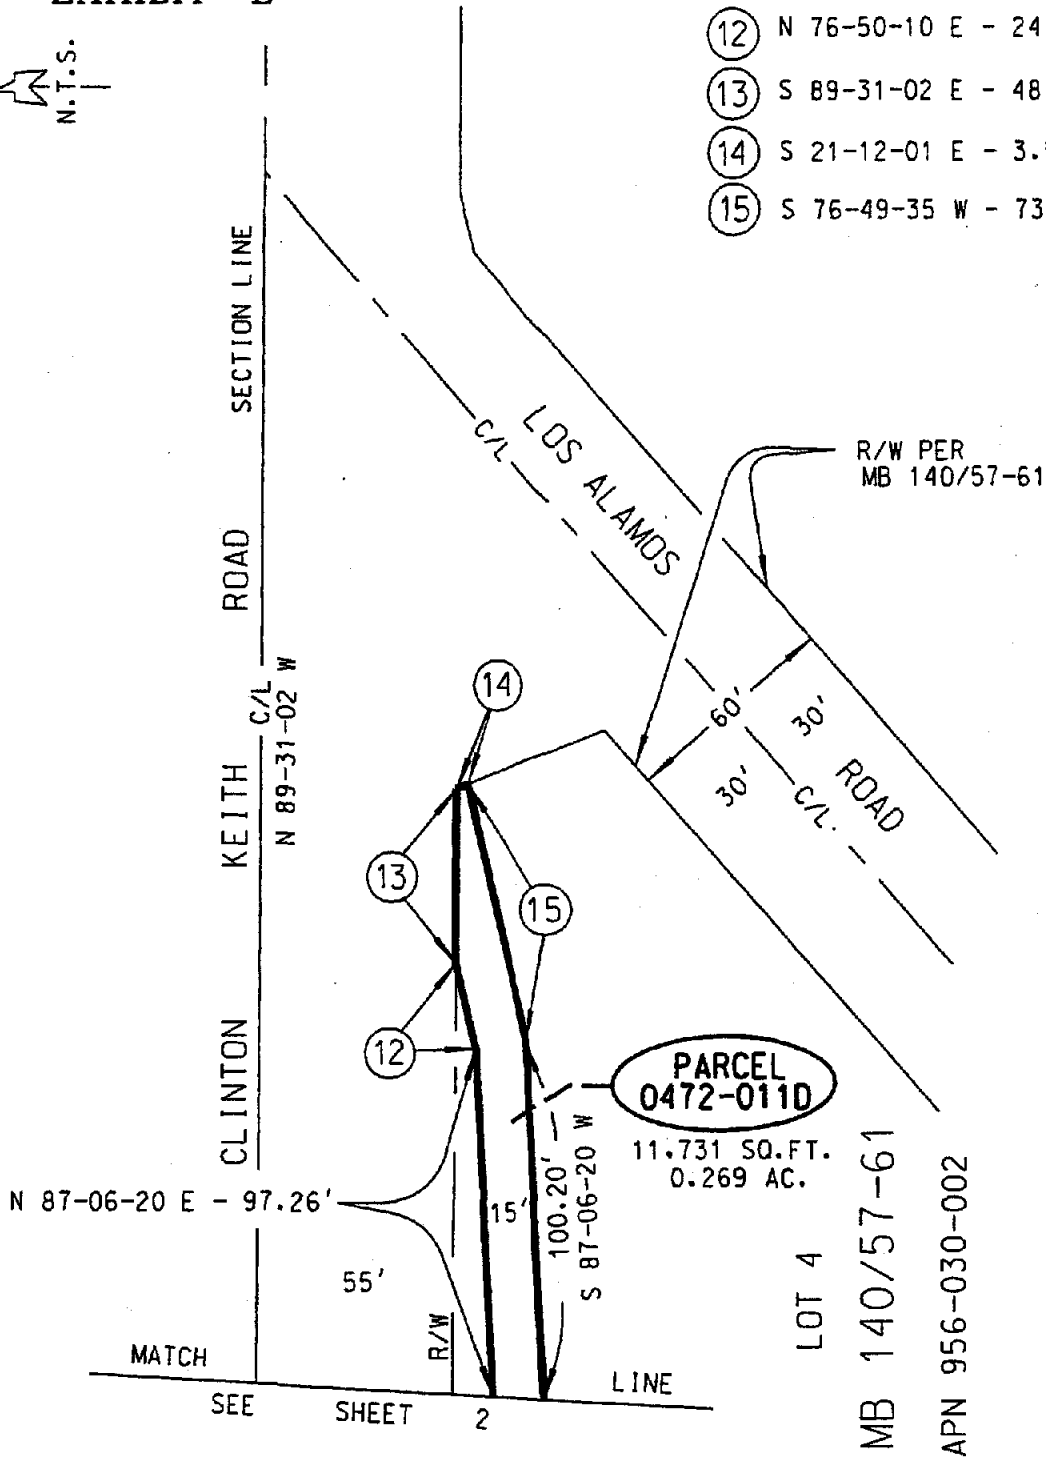 N.T.S.
12 N 76-50-10 E - 24
13 S 89-31-02 E - 48
14 S 21-12-01 E - 3.
15 S 76-49-35 W - 73
SECTION LINE
C/L
LOS ALAMOS
R/W PER
MB 140/57-61
ROAD
C/L
N 89-31-02 W
14
60'
30'
30'
C/L
ROAD
KEITH
13
15
12
CLINTON
PARCEL
0472-011D
11.731 SQ.FT.
0.269 AC.
N 87-06-20 E - 97.26'
15'
100.20'
S 87-06-20 W
55'
R/W
LOT 4
MB 140/57-61
APN 956-030-002
MATCH
LINE
SEE
SHEET
2